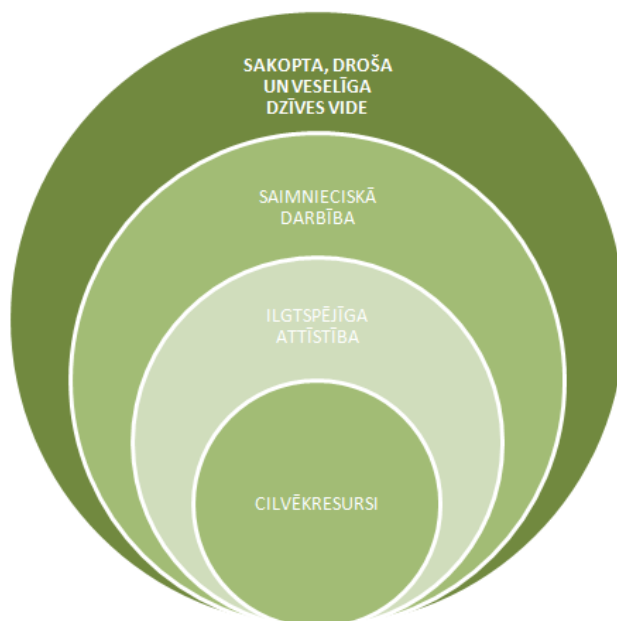 SAKOPTA, DROŠA
UN VESELĪGA
DZĪVES VIDE
SAIMNIECISKĀ
DARBĪBA
ILGTSPĒJĪGA
ATTĪSTĪBA
CILVĒKRESURSI